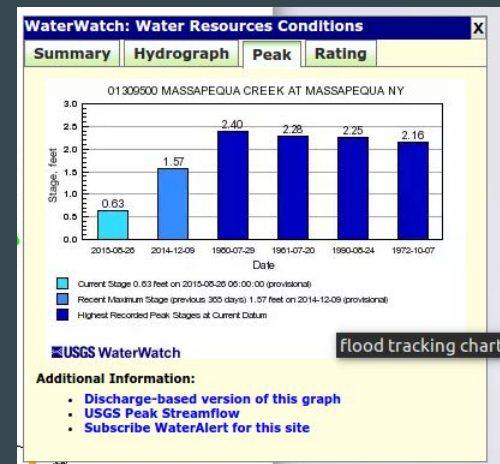 WaterWatch: Water Resources Conditions X
Summary Hydrograph Peak Rating
01309500 MASSAPEQUA CREEK AT MASSAPEQUA NY
3.0
2.5
2.0
1.5
1.0
0.5
0.0
Stage, feet
0.63
1.57
2.40
2.28
2.25
2.16
2015-08-26 2014-12-09 1960-07-29 1961-07-20 1990-08-24 1972-10-07
Date
Current Stage 0.63 feet on 2015-08-26 06:00:00 (provisional)
Recent Maximum Stage (previous 365 days) 1.57 feet on 2014-12-09 (provisional)
Highest Recorded Peak Stages at Current Datum
USGS WaterWatch
flood tracking chart
Additional Information:
Discharge-based version of this graph
USGS Peak Streamflow
Subscribe WaterAlert for this site